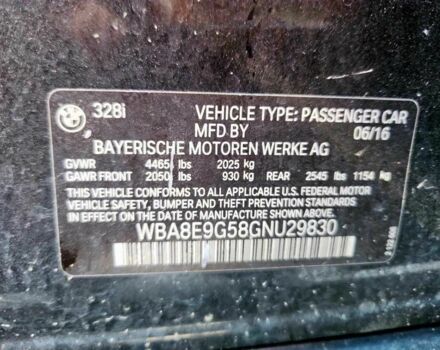 328i VEHICLE TYPE: PASSENGER CAR
MFD BY 06/16
BAYERISCHE MOTOREN WERKE AG
GVWR 4465 lbs 2025 kg
GAWR FRONT 2050 lbs 930 kg REAR 2545 lbs 1154 kg
THIS VEHICLE CONFORMS TO ALL APPLICABLE U.S. FEDERAL MOTOR
VEHICLE SAFETY, BUMPER AND THEFT PREVENTION STANDARDS IN
EFFECT ON THE DATE OF MANUFACTURE SHOWN ABOVE.
WBA8E9G58GNU29830